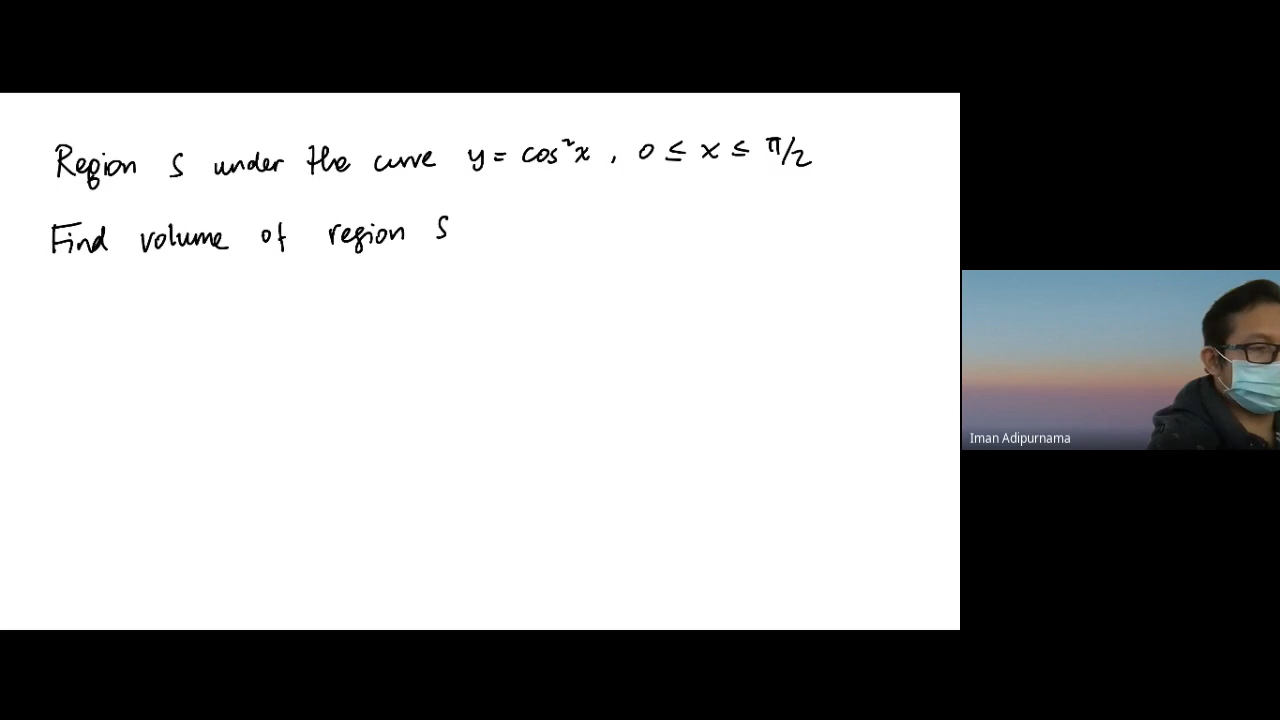 Region S under the curve y = cos²x , 0 ≤ x ≤ π/2
Find volume of region S
Iman Adipurnama